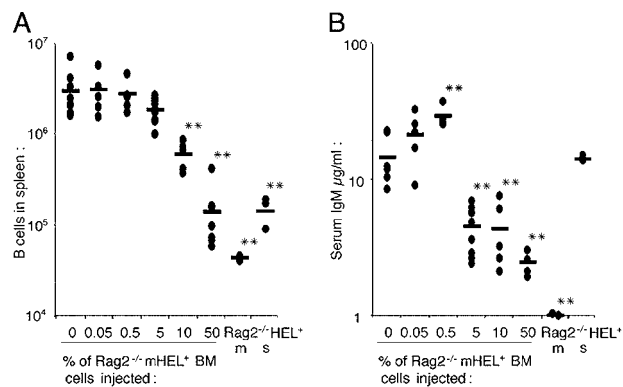 A
B
10⁷
10⁶
10⁵
10⁴
B cells in spleen :
** ** ** **
0 0.05 0.5 5 10 50 Rag2⁻/⁻HEL⁺
m s
% of Rag2⁻/⁻ mHEL⁺ BM
cells injected :
100
10
1
Serum IgM µg/ml :
** ** ** ** **
0 0.05 0.5 5 10 50 Rag2⁻/⁻HEL⁺
m s
% of Rag2⁻/⁻ mHEL⁺ BM
cells injected :